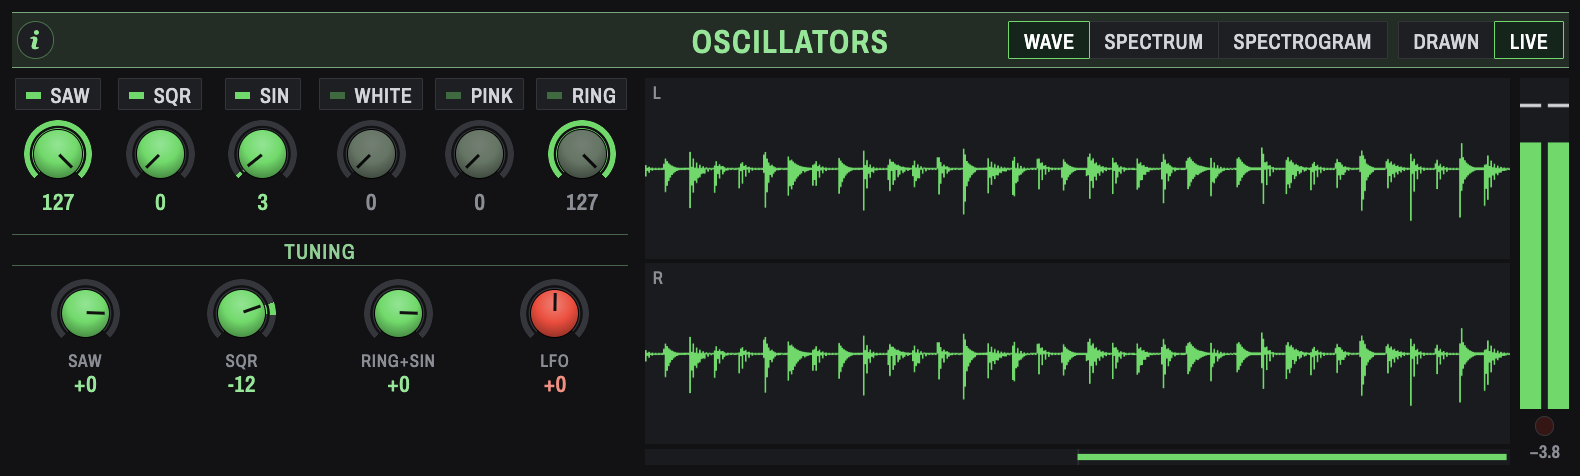 i OSCILLATORS WAVE SPECTRUM SPECTROGRAM DRAWN LIVE
SAW SQR SIN WHITE PINK RING
127 0 3 0 0 127
TUNING
SAW SQR RING+SIN LFO
+0 -12 +0 +0
L
R
−3.8